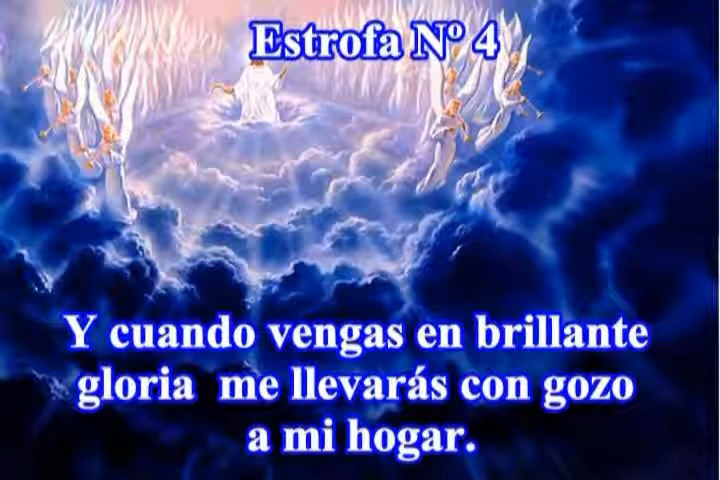 Estrofa Nº 4
Y cuando vengas en brillante
gloria  me llevarás con gozo
a mi hogar.